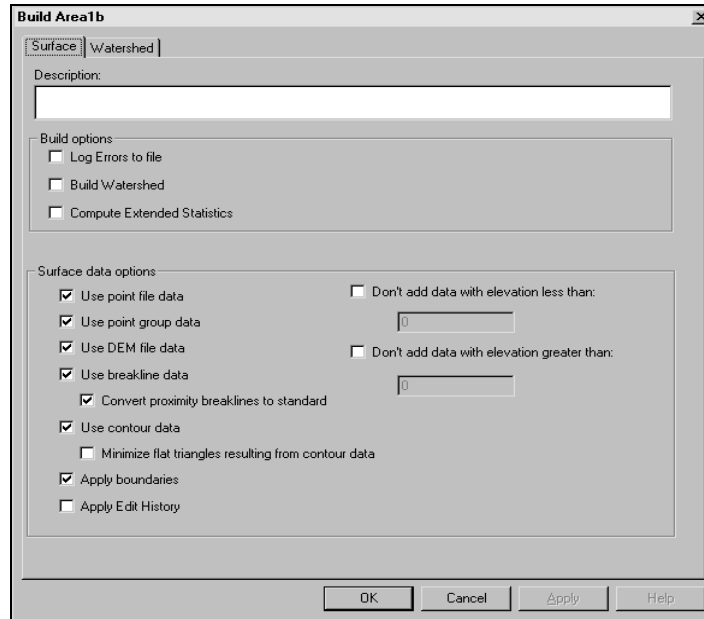 Build Area1b
Surface
Watershed
Description:
Build options
Log Errors to file
Build Watershed
Compute Extended Statistics
Surface data options
Use point file data
Use point group data
Use DEM file data
Use breakline data
Convert proximity breaklines to standard
Use contour data
Minimize flat triangles resulting from contour data
Apply boundaries
Apply Edit History
Don't add data with elevation less than:
0
Don't add data with elevation greater than:
0
OK
Cancel
Apply
Help